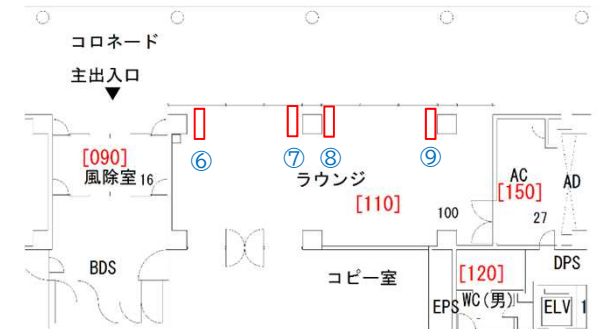 コロネード
主出入口
⑥ ⑦ ⑧ ⑨
[090]
風除室 16
ラウンジ
[110]
100
AC
[150]
27
AD
BDS
コピー室
[120]
DPS
EPS
WC(男)
ELV 1